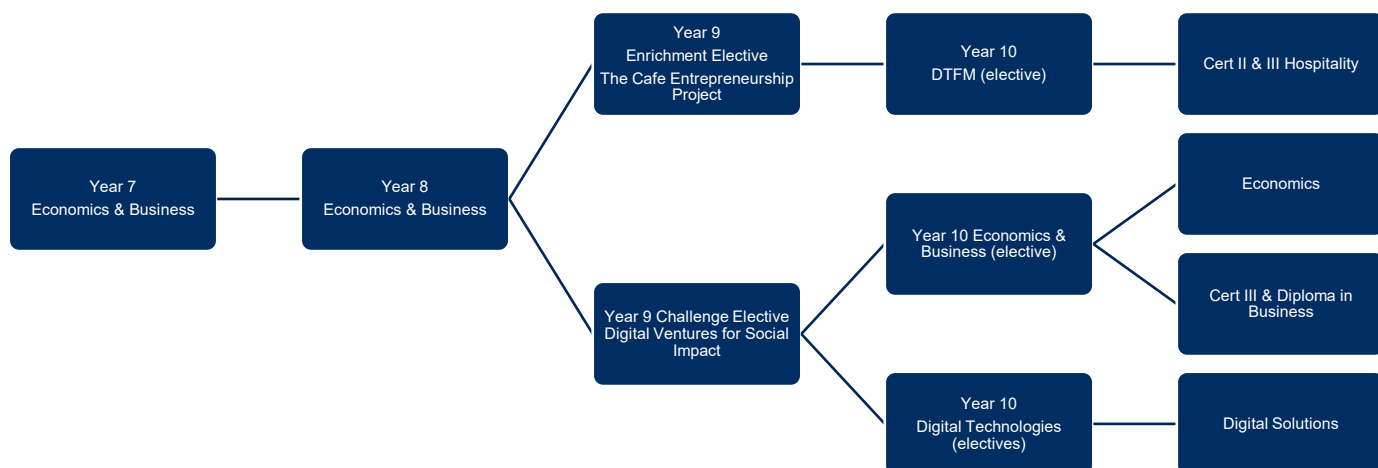 Year 7
Economics & Business
Year 8
Economics & Business
Year 9
Enrichment Elective
The Cafe Entrepreneurship
Project
Year 10
DTFM (elective)
Cert II & III Hospitality
Year 9 Challenge Elective
Digital Ventures for Social
Impact
Year 10 Economics &
Business (elective)
Economics
Cert III & Diploma in
Business
Year 10
Digital Technologies
(electives)
Digital Solutions